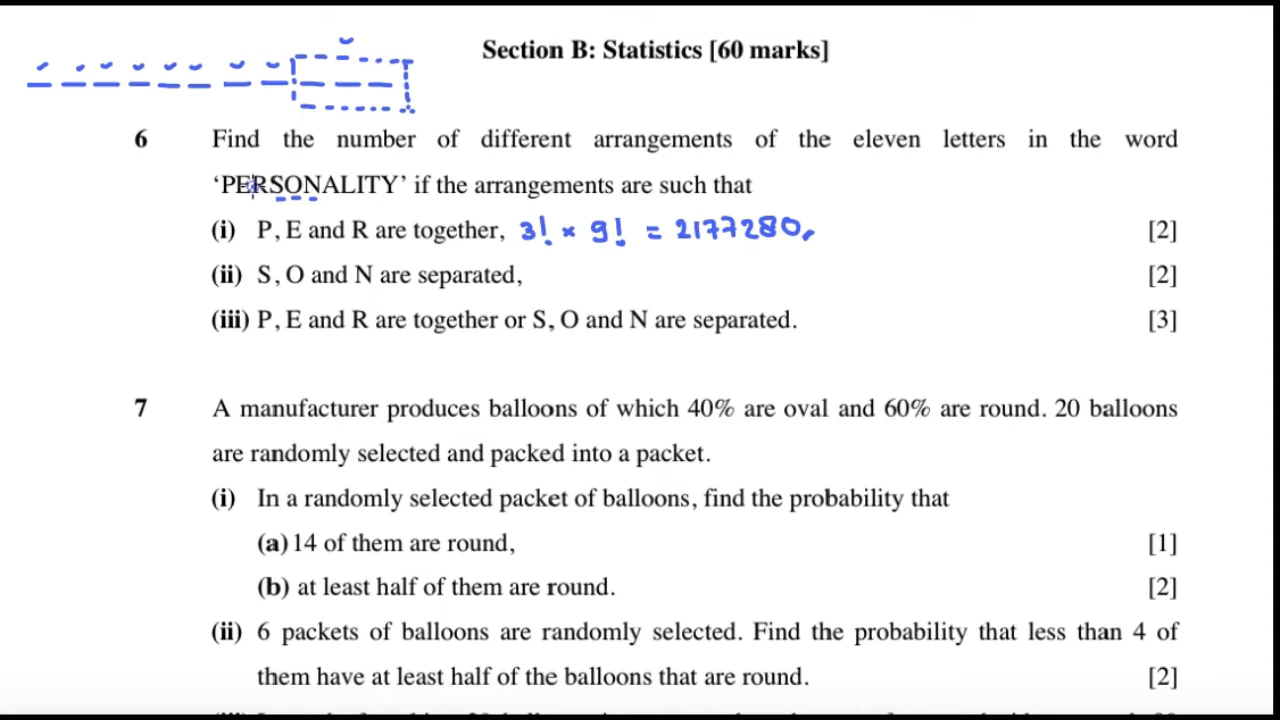 Section B: Statistics [60 marks]
6 Find the number of different arrangements of the eleven letters in the word
‘PERSONALITY’ if the arrangements are such that
(i) P, E and R are together, 3! × 9! = 2177280, [2]
(ii) S, O and N are separated, [2]
(iii) P, E and R are together or S, O and N are separated. [3]
7 A manufacturer produces balloons of which 40% are oval and 60% are round. 20 balloons
are randomly selected and packed into a packet.
(i) In a randomly selected packet of balloons, find the probability that
(a) 14 of them are round, [1]
(b) at least half of them are round. [2]
(ii) 6 packets of balloons are randomly selected. Find the probability that less than 4 of
them have at least half of the balloons that are round. [2]